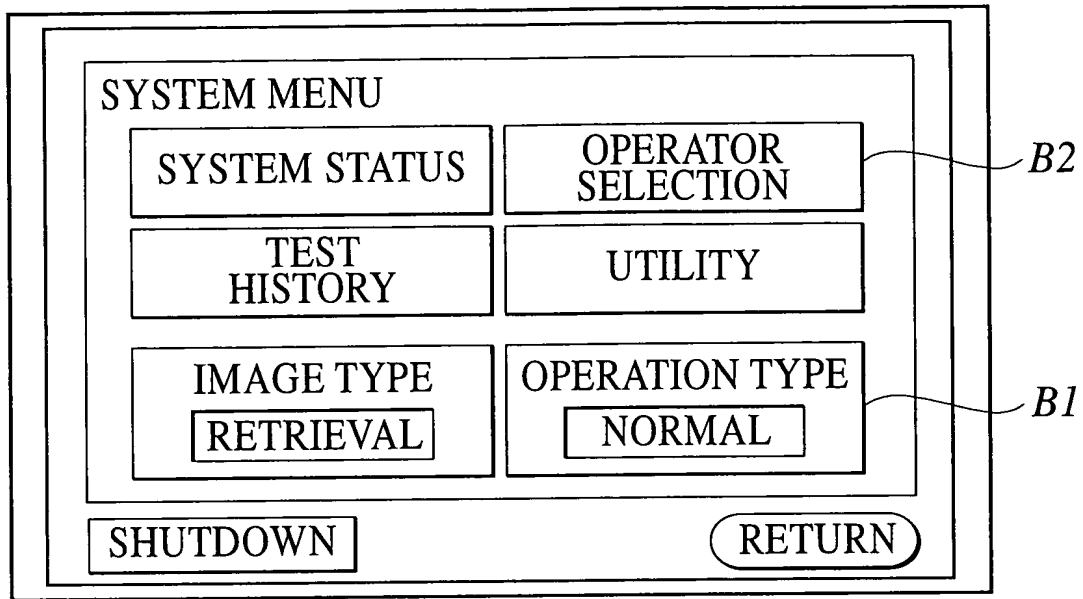 SYSTEM MENU
SYSTEM STATUS
OPERATOR
SELECTION
B2
TEST
HISTORY
UTILITY
IMAGE TYPE
RETRIEVAL
OPERATION TYPE
NORMAL
B1
SHUTDOWN
RETURN